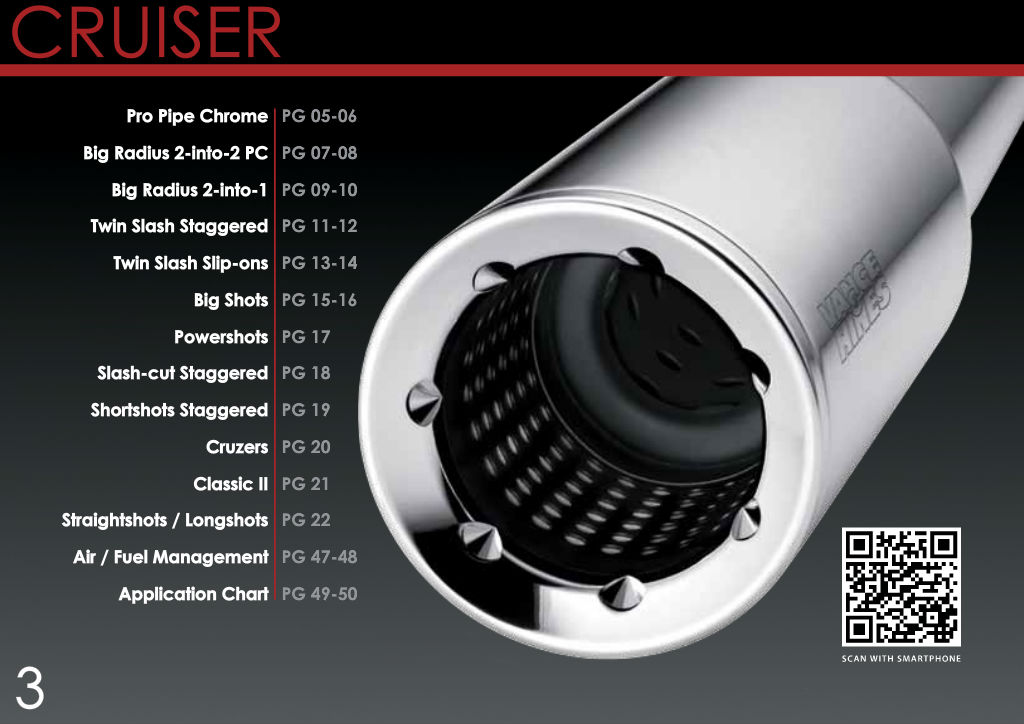 CRUISER
Pro Pipe Chrome PG 05-06
Big Radius 2-into-2 PC PG 07-08
Big Radius 2-into-1 PG 09-10
Twin Slash Staggered PG 11-12
Twin Slash Slip-ons PG 13-14
Big Shots PG 15-16
Powershots PG 17
Slash-cut Staggered PG 18
Shortshots Staggered PG 19
Cruzers PG 20
Classic II PG 21
Straightshots / Longshots PG 22
Air / Fuel Management PG 47-48
Application Chart PG 49-50
VANCE
HINES
SCAN WITH SMARTPHONE
3